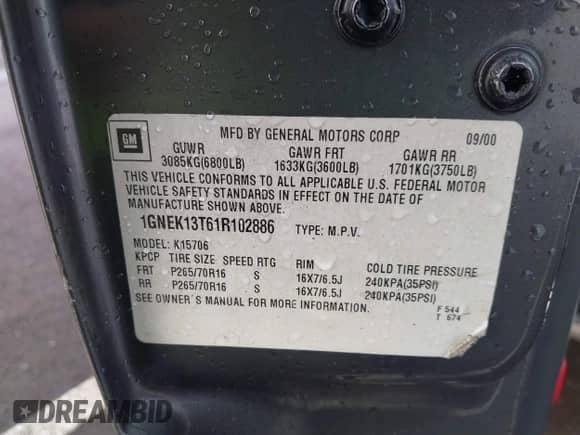 GM
MFD BY GENERAL MOTORS CORP 09/00
GUWR GAWR FRT GAWR RR
3085KG(6800LB) 1633KG(3600LB) 1701KG(3750LB)
THIS VEHICLE CONFORMS TO ALL APPLICABLE U.S. FEDERAL MOTOR
VEHICLE SAFETY STANDARDS IN EFFECT ON THE DATE OF
MANUFACTURE SHOWN ABOVE.
1GNEK13T61R102886 TYPE: M.P.V.
MODEL: K15706
KPCP TIRE SIZE SPEED RTG RIM COLD TIRE PRESSURE
FRT P265/70R16 S 16X7/6.5J 240KPA(35PSI)
RR P265/70R16 S 16X7/6.5J 240KPA(35PSI)
SEE OWNER'S MANUAL FOR MORE INFORMATION.
F 544
T 674
DREAMBID